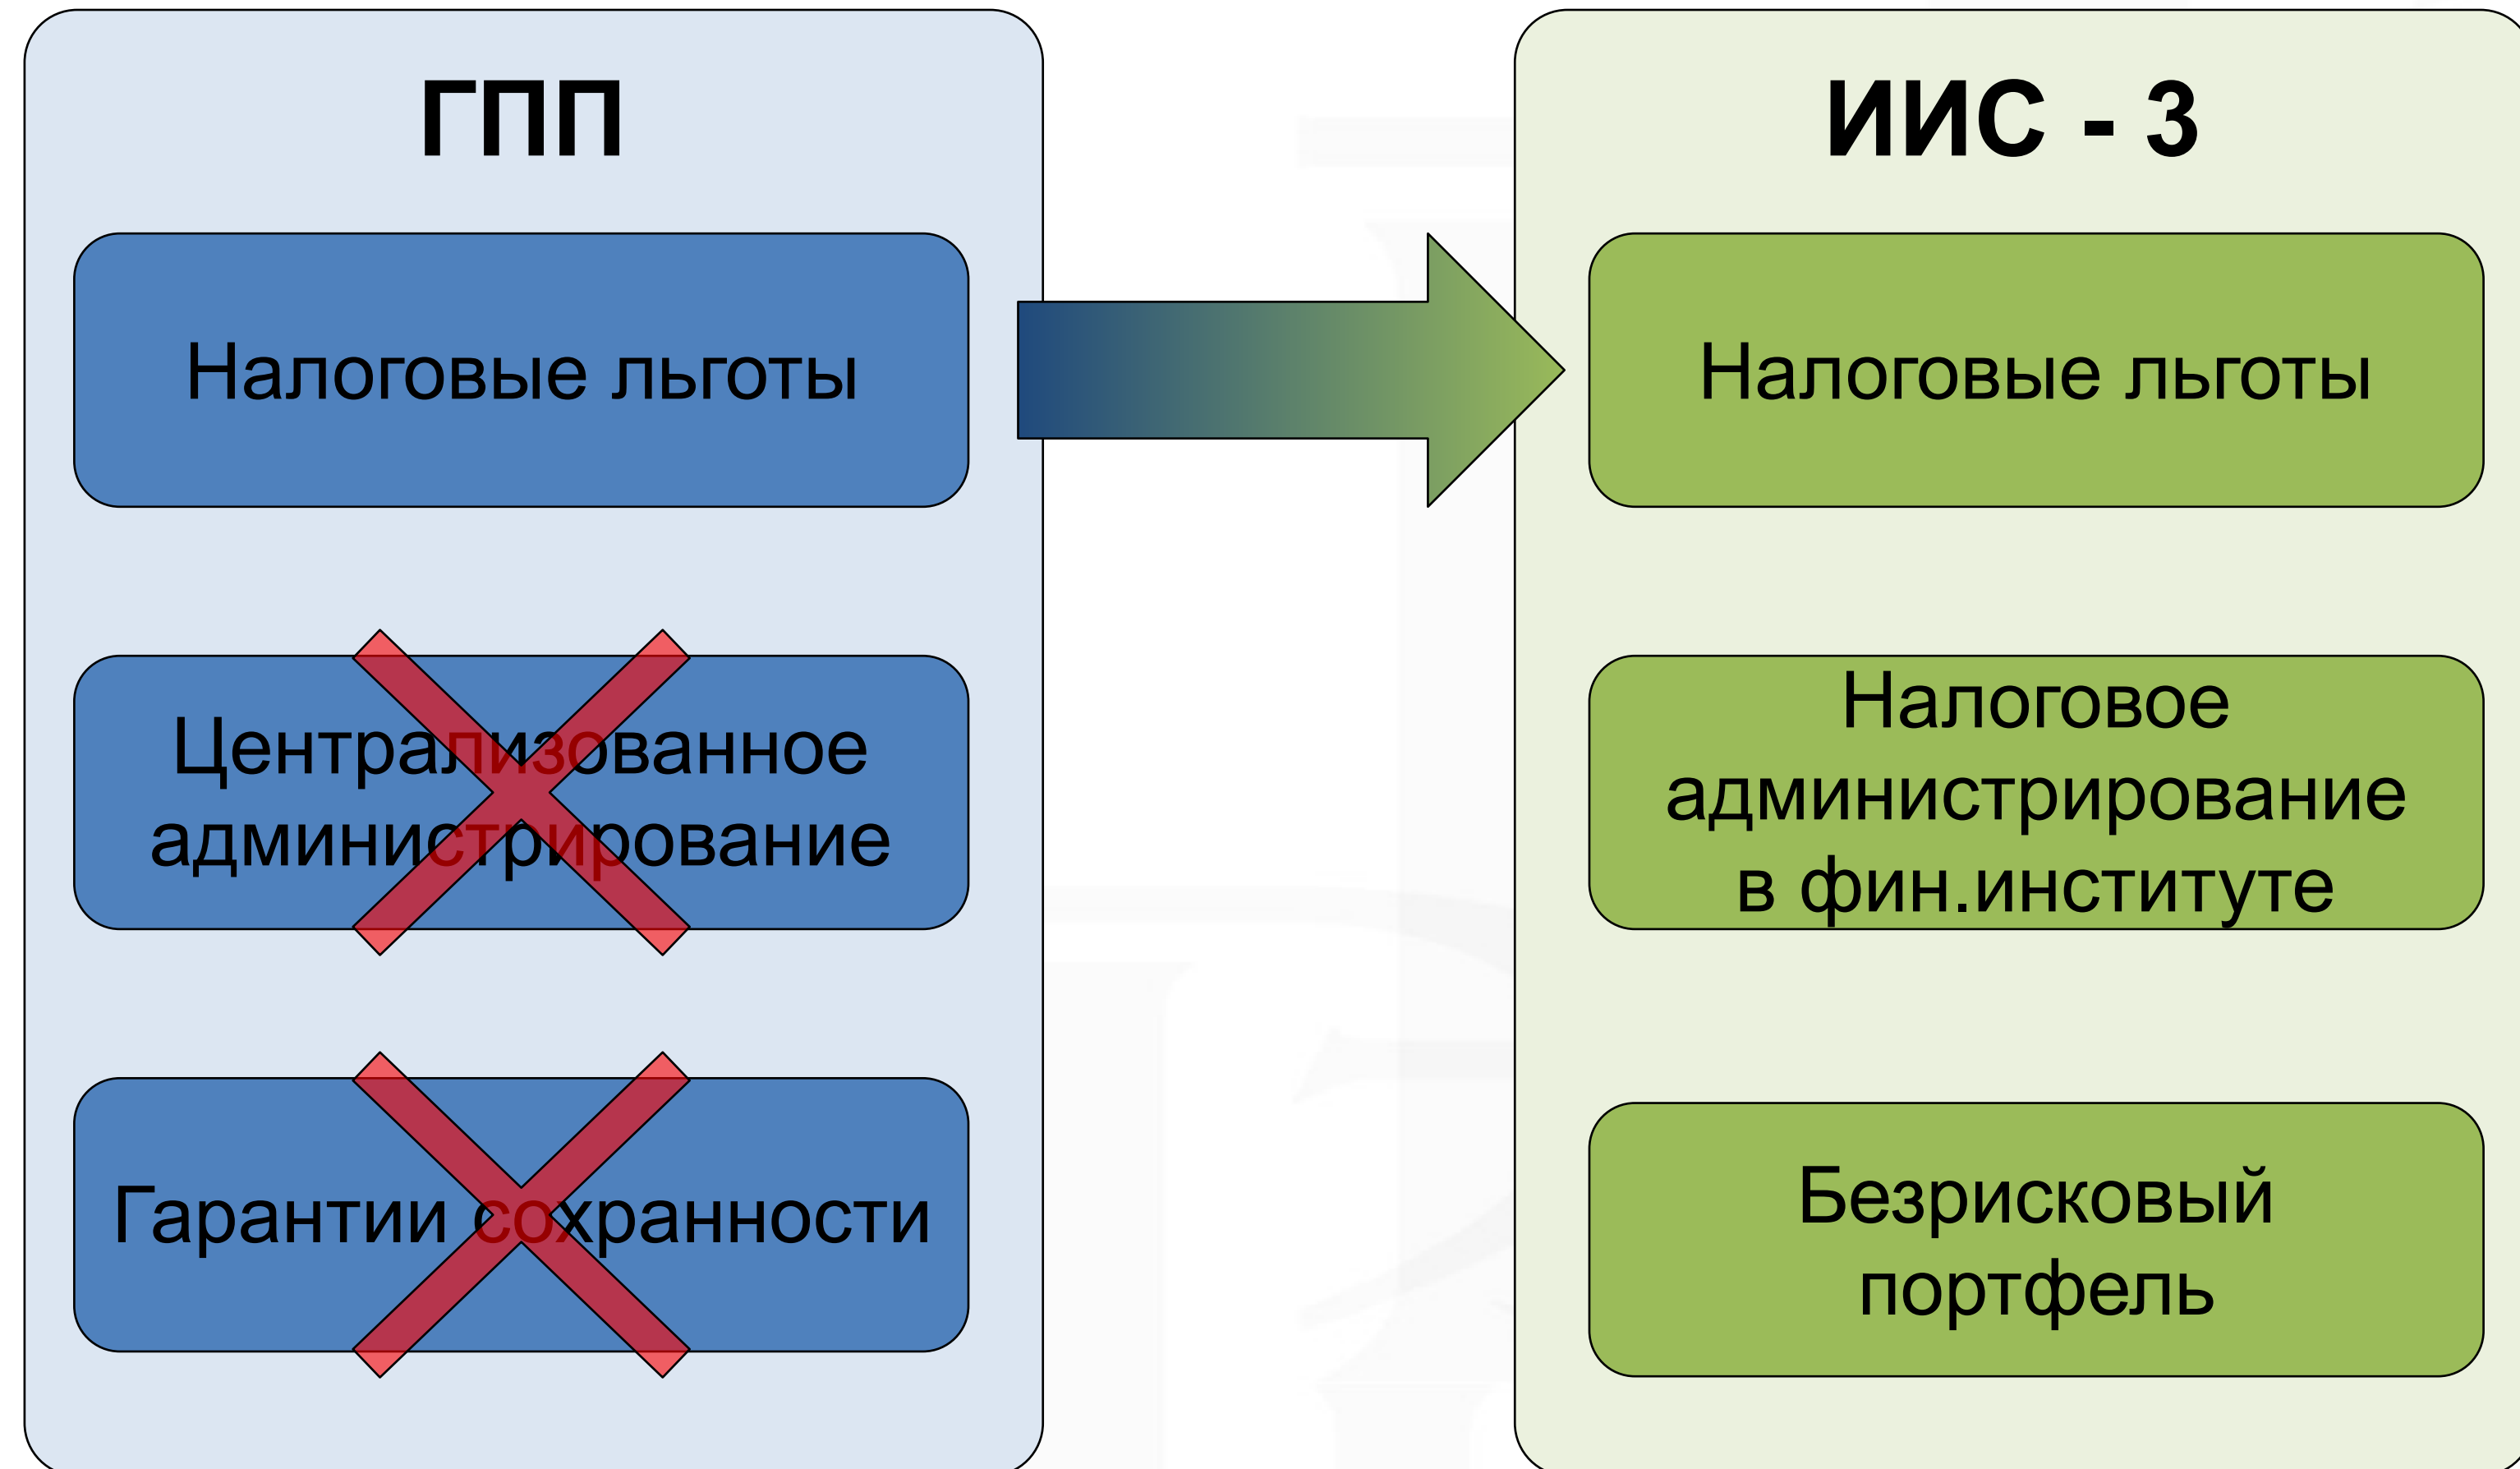 ГПП
Налоговые льготы
Централизованное
администрирование
Гарантии сохранности
ИИС - 3
Налоговые льготы
Налоговое
администрирование
в фин.институте
Безрисковый
портфель